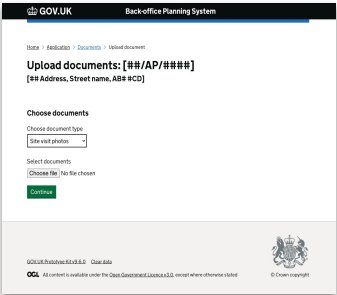 GOV.UK Back-office Planning System
Home > Application > Documents > Upload document
Upload documents: [##/AP/####]
[## Address, Street name, AB# #CD]
Choose documents
Choose document type
Site visit photos
Select documents
Choose file No file chosen
Continue
GOV.UK Prototype Kit v9.6.0 Clear data
OGL All content is available under the Open Government Licence v3.0, except where otherwise stated
© Crown copyright